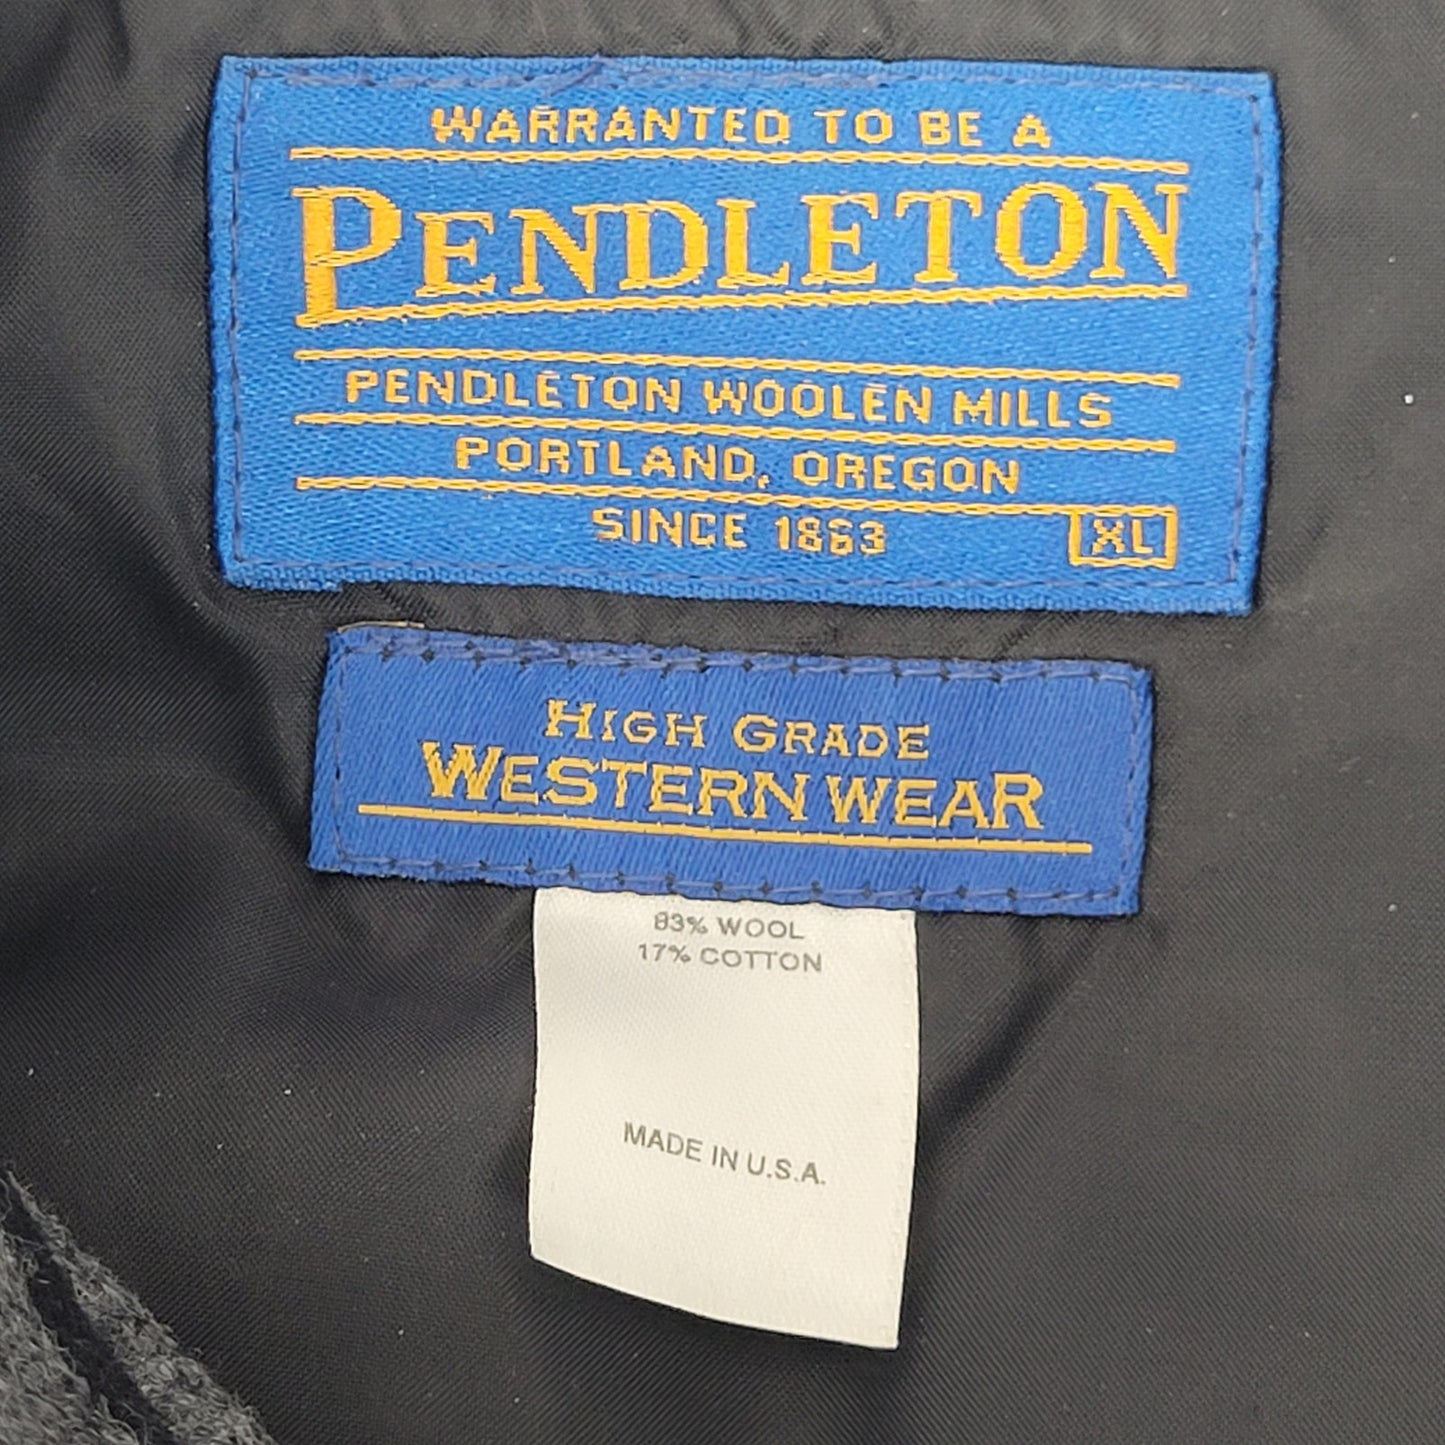 WARRANTED TO BE A
PENDLETON
PENDLETON WOOLEN MILLS
PORTLAND, OREGON
SINCE 1863
XL
HIGH GRADE
WESTERN WEAR
83% WOOL
17% COTTON
MADE IN U.S.A.